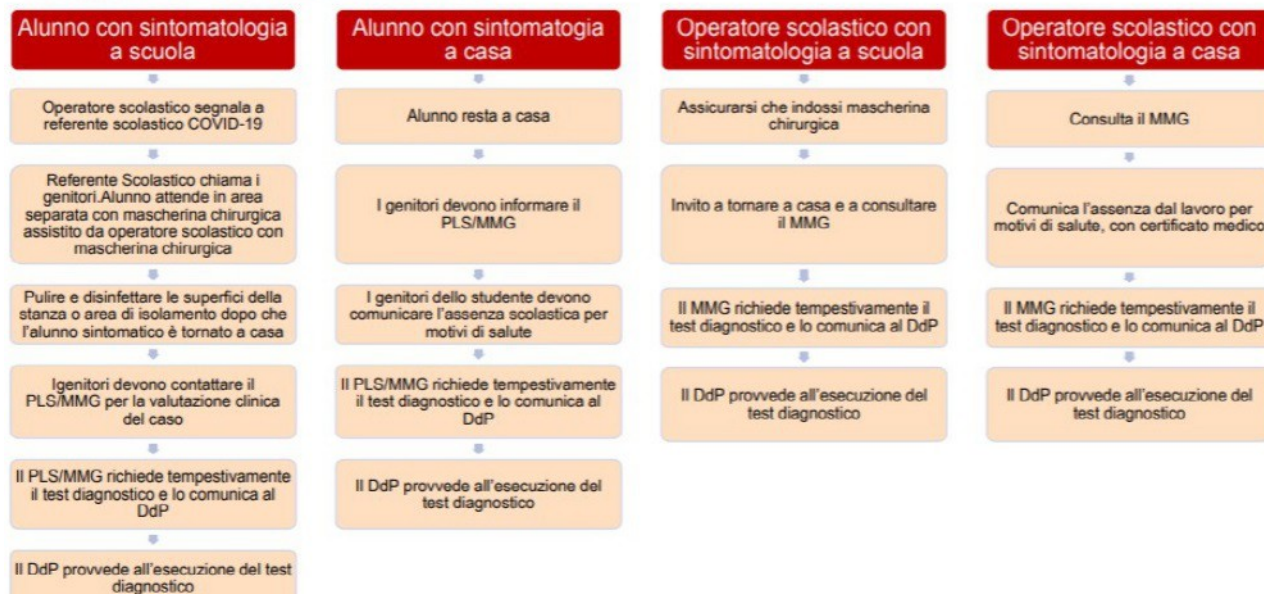 Alunno con sintomatologia
a scuola
Operatore scolastico segnala a
referente scolastico COVID-19
Referente Scolastico chiama i
genitori.Alunno attende in area
separata con mascherina chirurgica
assistito da operatore scolastico con
mascherina chirurgica
Pulire e disinfettare le superfici della
stanza o area di isolamento dopo che
l'alunno sintomatico è tornato a casa
Igenitori devono contattare il
PLS/MMG per la valutazione clinica
del caso
Il PLS/MMG richiede tempestivamente
il test diagnostico e lo comunica al
DdP
Il DdP provvede all'esecuzione del test
diagnostico
Alunno con sintomatogia
a casa
Alunno resta a casa
I genitori devono informare il
PLS/MMG
I genitori dello studente devono
comunicare l'assenza scolastica per
motivi di salute
Il PLS/MMG richiede tempestivamente
il test diagnostico e lo comunica al
DdP
Il DdP provvede all'esecuzione del
test diagnostico
Operatore scolastico con
sintomatologia a scuola
Assicurarsi che indossi mascherina
chirurgica
Invito a tornare a casa e a consultare
il MMG
Il MMG richiede tempestivamente il
test diagnostico e lo comunica al DdP
Il DdP provvede all'esecuzione del
test diagnostico
Operatore scolastico con
sintomatologia a casa
Consulta il MMG
Comunica l'assenza dal lavoro per
motivi di salute, con certificato medico
Il MMG richiede tempestivamente il
test diagnostico e lo comunica al DdP
Il DdP provvede all'esecuzione del
test diagnostico